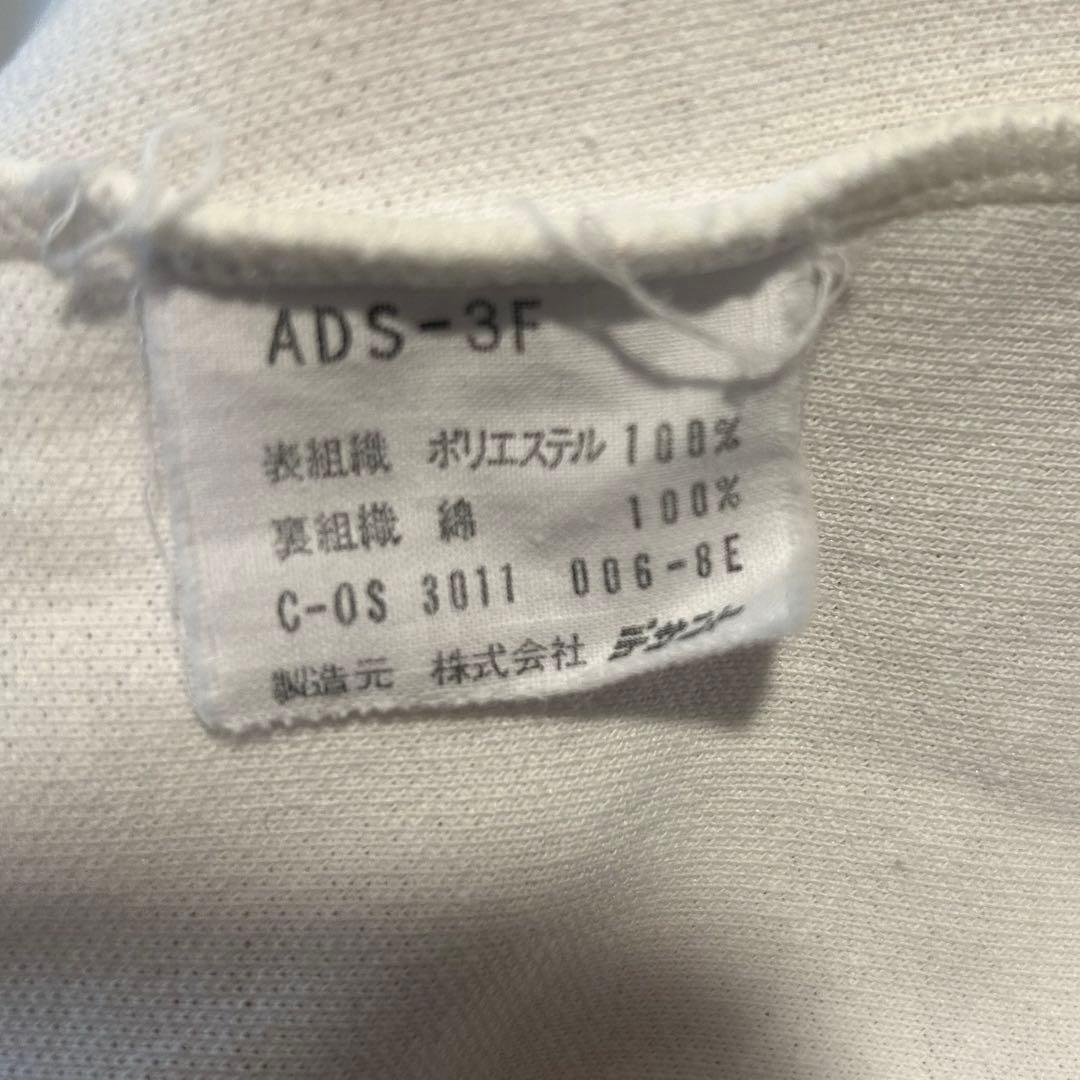 ADS-3F
表組織 ポリエステル 100%
裏組織 綿 100%
C-OS 3011 006-8E
製造元 株式会社 デサント